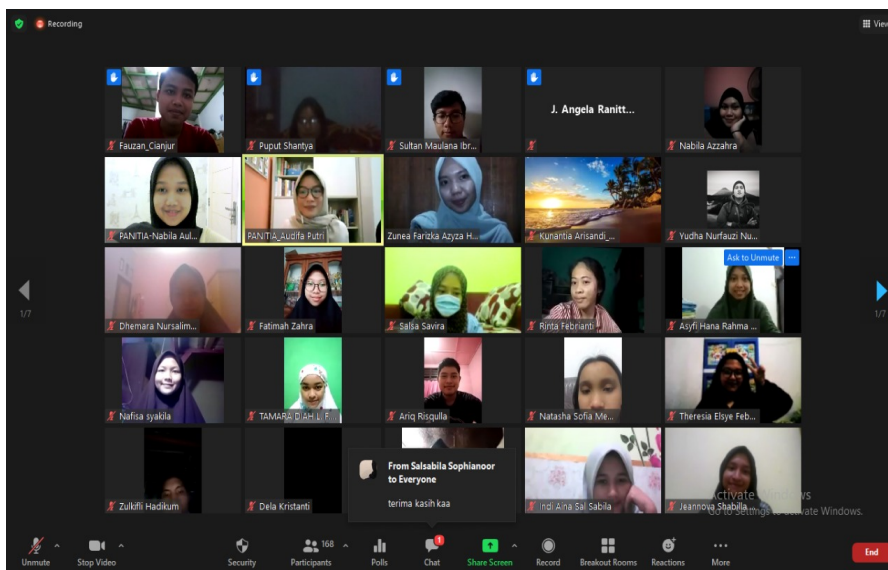 Recording
View
Fauzan_Cianjur
Puput Shantya
Sultan Maulana Ibr...
J. Angela Ranitt...
Nabila Azzahra
PANITIA-Nabila Aul...
PANITIA_Audifa Putri
Zunea Farizka Azyza H...
Kurantia Arisandi_...
Yudha Nurfauzi Nu...
Ask to Unmute
...
1/7
1/7
Dhemara Nursalim...
Fatimah Zahra
Salsa Savira
Rinta Febrianti
Asyfi Hana Rahma ...
Nafisa syakila
TAMARA DIAH L. F...
Ariq Risqulla
Natasha Sofia Me...
Theresia Elsye Feb...
From Salsabila Sophianoor
to Everyone
terima kasih kaa
Zulkifli Hadikum
Dela Kristanti
Indi Aina Sal Sabila
Jeannova Shabilla...
Activate Windows
Go to Settings to activate Windows.
Unmute
Stop Video
Security
168
Participants
Polls
1
Chat
Share Screen
Record
Breakout Rooms
Reactions
More
End